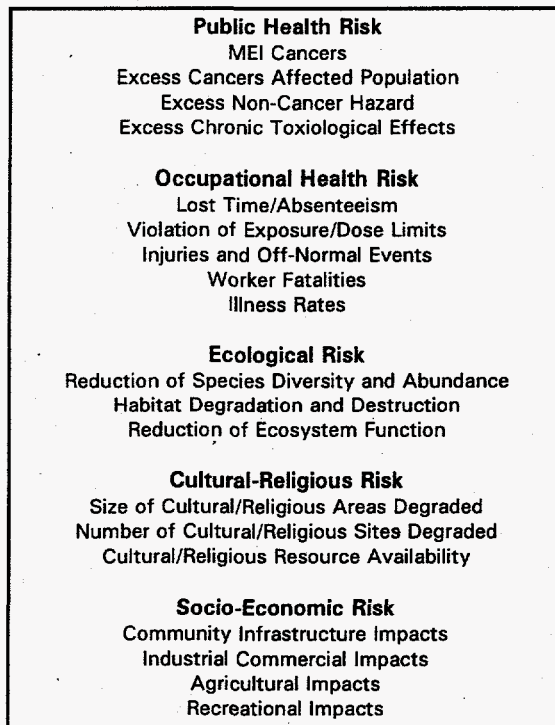 Public Health Risk
MEI Cancers
Excess Cancers Affected Population
Excess Non-Cancer Hazard
Excess Chronic Toxiological Effects
Occupational Health Risk
Lost Time/Absenteeism
Violation of Exposure/Dose Limits
Injuries and Off-Normal Events
Worker Fatalities
Illness Rates
Ecological Risk
Reduction of Species Diversity and Abundance
Habitat Degradation and Destruction
Reduction of Ecosystem Function
Cultural-Religious Risk
Size of Cultural/Religious Areas Degraded
Number of Cultural/Religious Sites Degraded
Cultural/Religious Resource Availability
Socio-Economic Risk
Community Infrastructure Impacts
Industrial Commercial Impacts
Agricultural Impacts
Recreational Impacts